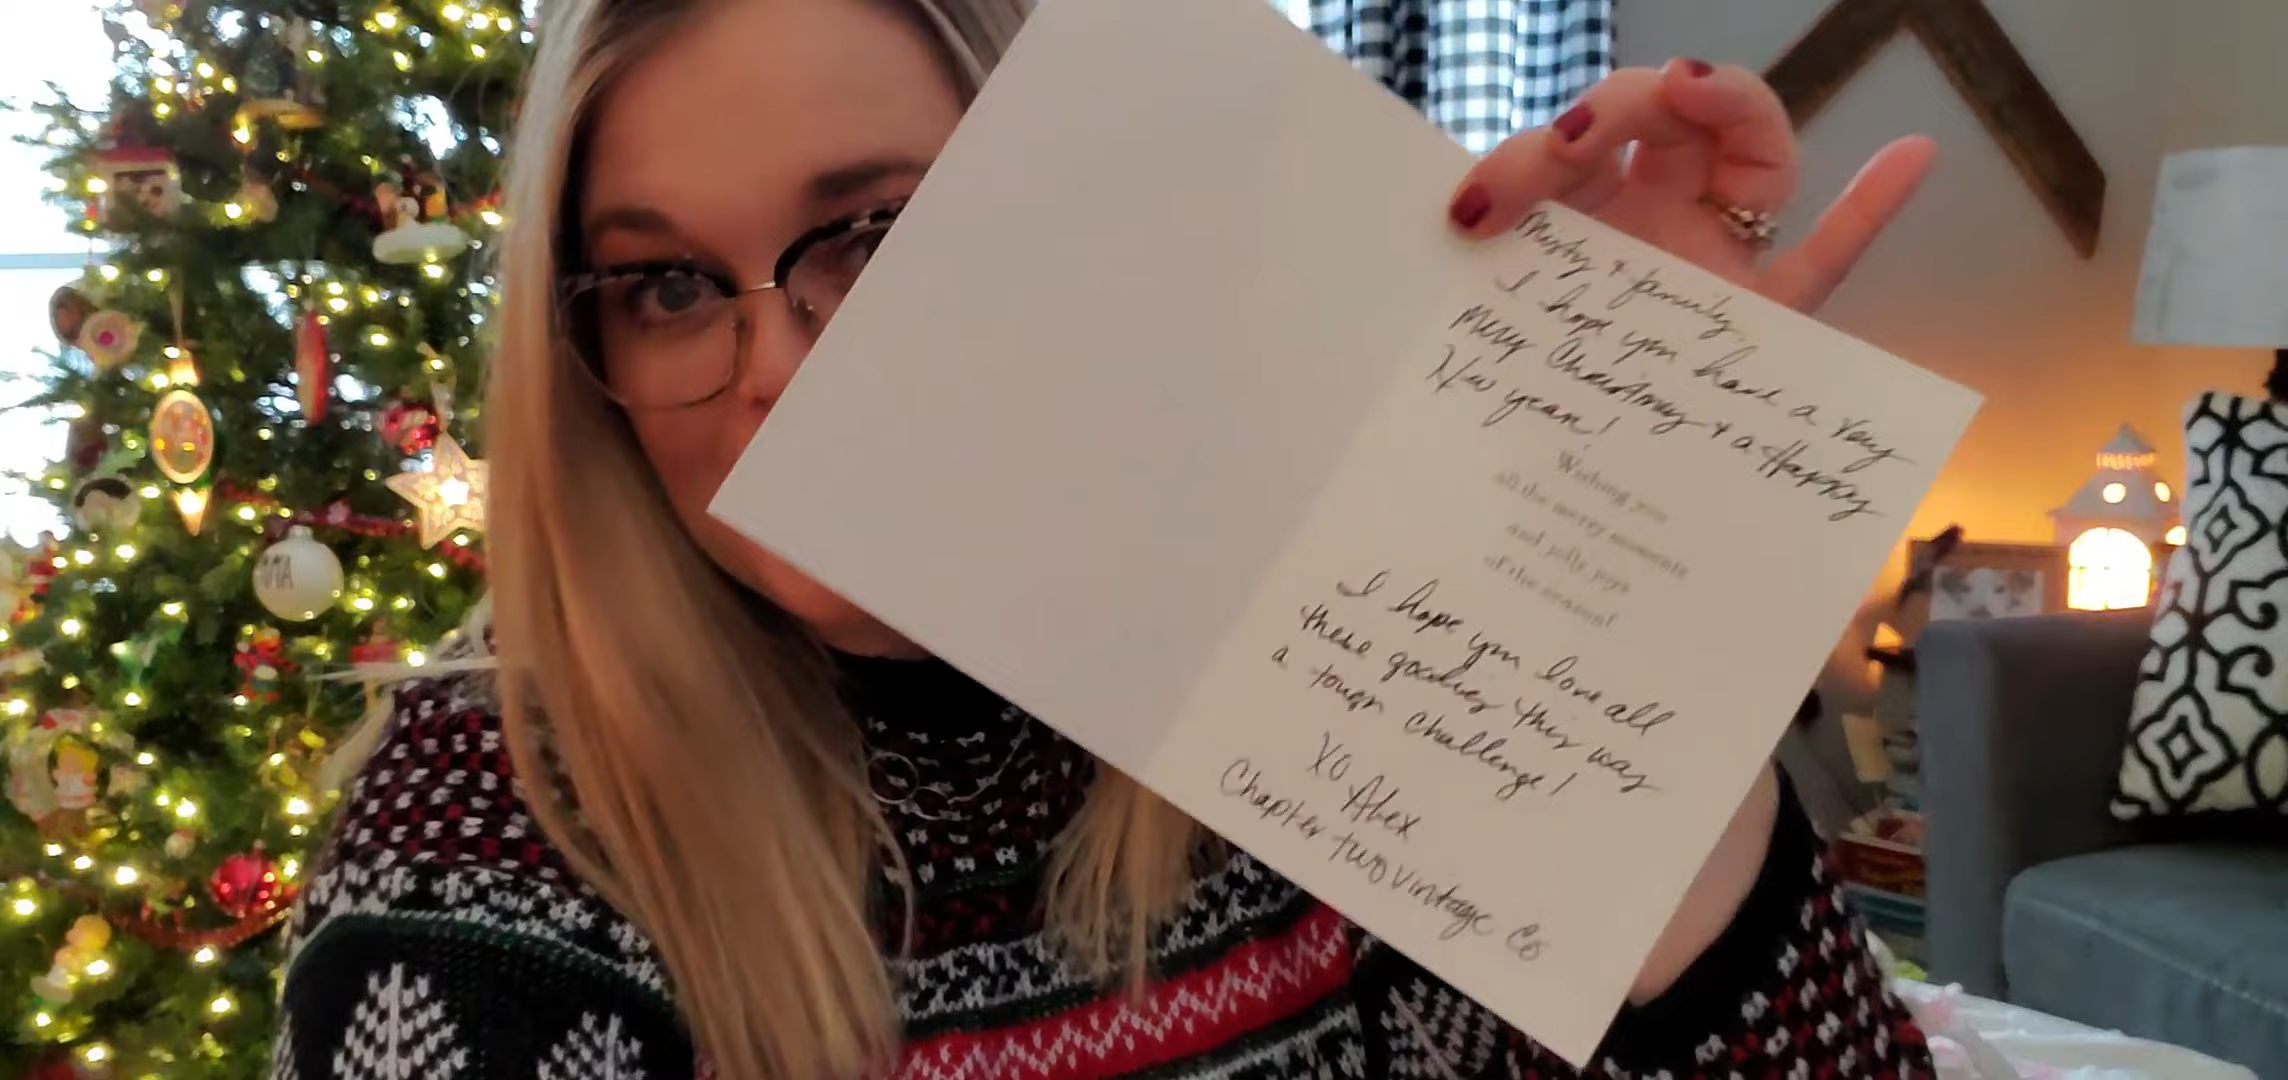 Misty & family,
I hope you have a very
Merry Christmas & a Happy
New year!
Wishing you
all the merry moments
and jolly joys
of the season!
I hope you love all
these goodies this was
a tough challenge!
XO Alex
Chapter two vintage Co
MA